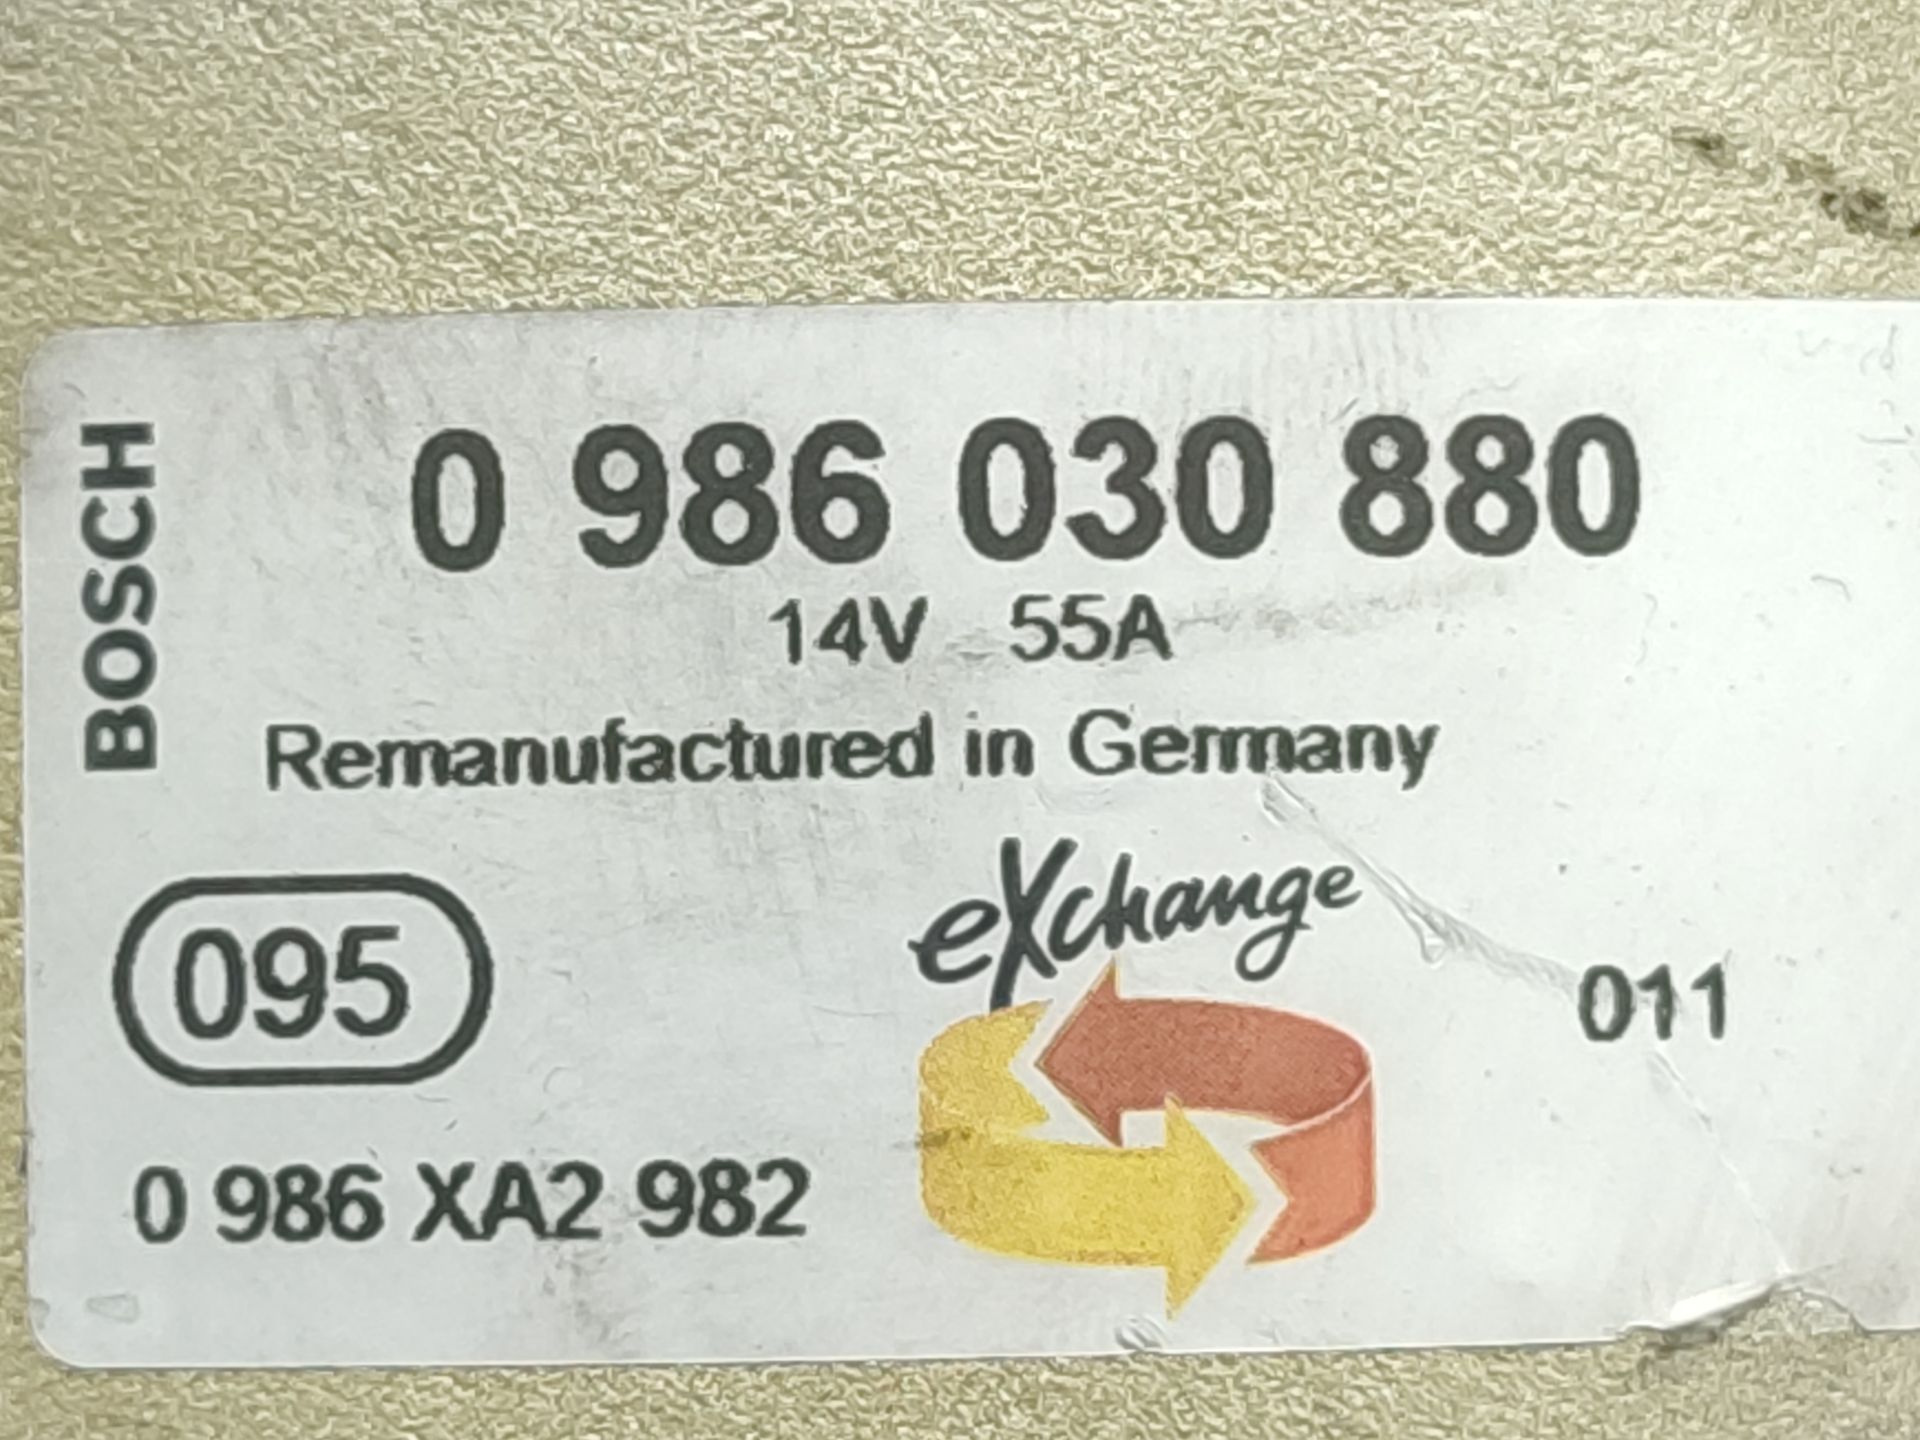 BOSCH
0 986 030 880
14V 55A
Remanufactured in Germany
eXchange
095
011
0 986 XA2 982